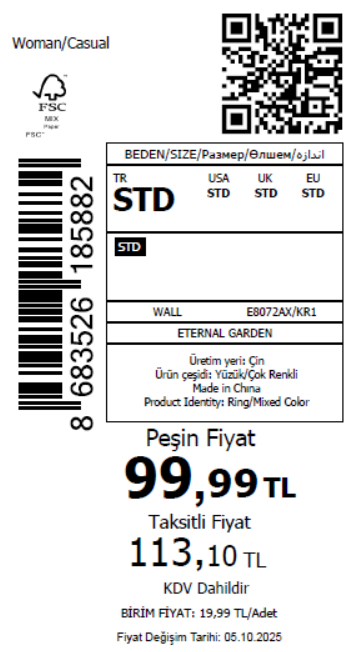 Woman/Casual
FSC
MIX
Paper
FSC™
8 683526 185882
BEDEN/SIZE/Размер/Өлшем/اندازه
TR USA UK EU
STD STD STD STD
STD
WALL E8072AX/KR1
ETERNAL GARDEN
Üretim yeri: Çin
Ürün çeşidi: Yüzük/Çok Renkli
Made in China
Product Identity: Ring/Mixed Color
Peşin Fiyat
99,99 TL
Taksitli Fiyat
113,10 TL
KDV Dahildir
BİRİM FİYAT: 19,99 TL/Adet
Fiyat Değişim Tarihi: 05.10.2025